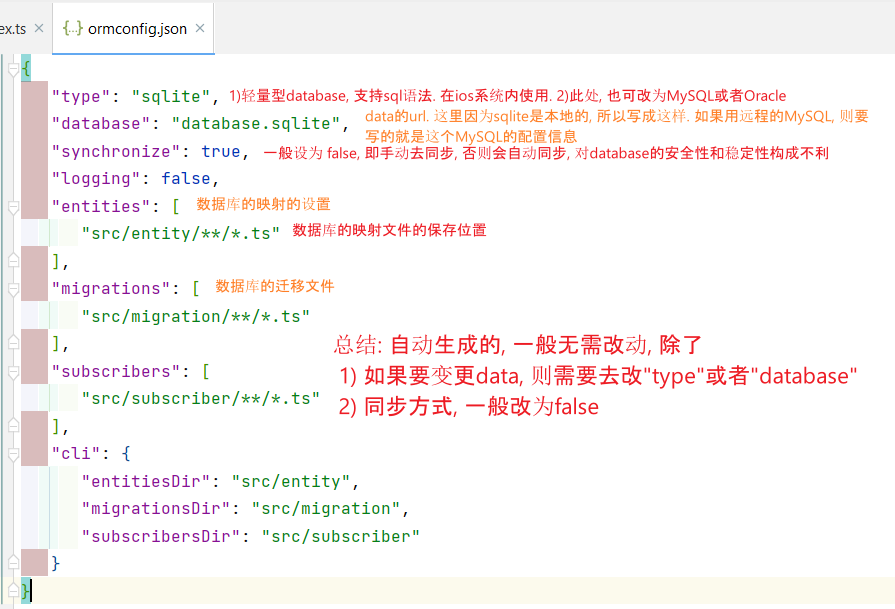 ex.ts × {..} ormconfig.json ×
{
"type": "sqlite", 1)轻量型database, 支持sql语法. 在ios系统内使用. 2)此处, 也可改为MySQL或者Oracle
"database": "database.sqlite", data的url. 这里因为sqlite是本地的, 所以写成这样. 如果用远程的MySQL, 则要
写的就是这个MySQL的配置信息
"synchronize": true, 一般设为 false, 即手动去同步, 否则会自动同步, 对database的安全性和稳定性构成不利
"logging": false,
"entities": [ 数据库的映射的设置
"src/entity/**/*.ts" 数据库的映射文件的保存位置
],
"migrations": [ 数据库的迁移文件
"src/migration/**/*.ts"
],
总结: 自动生成的, 一般无需改动, 除了
"subscribers": [
1) 如果要变更data, 则需要去改"type"或者"database"
"src/subscriber/**/*.ts"
2) 同步方式, 一般改为false
],
"cli": {
"entitiesDir": "src/entity",
"migrationsDir": "src/migration",
"subscribersDir": "src/subscriber"
}
}